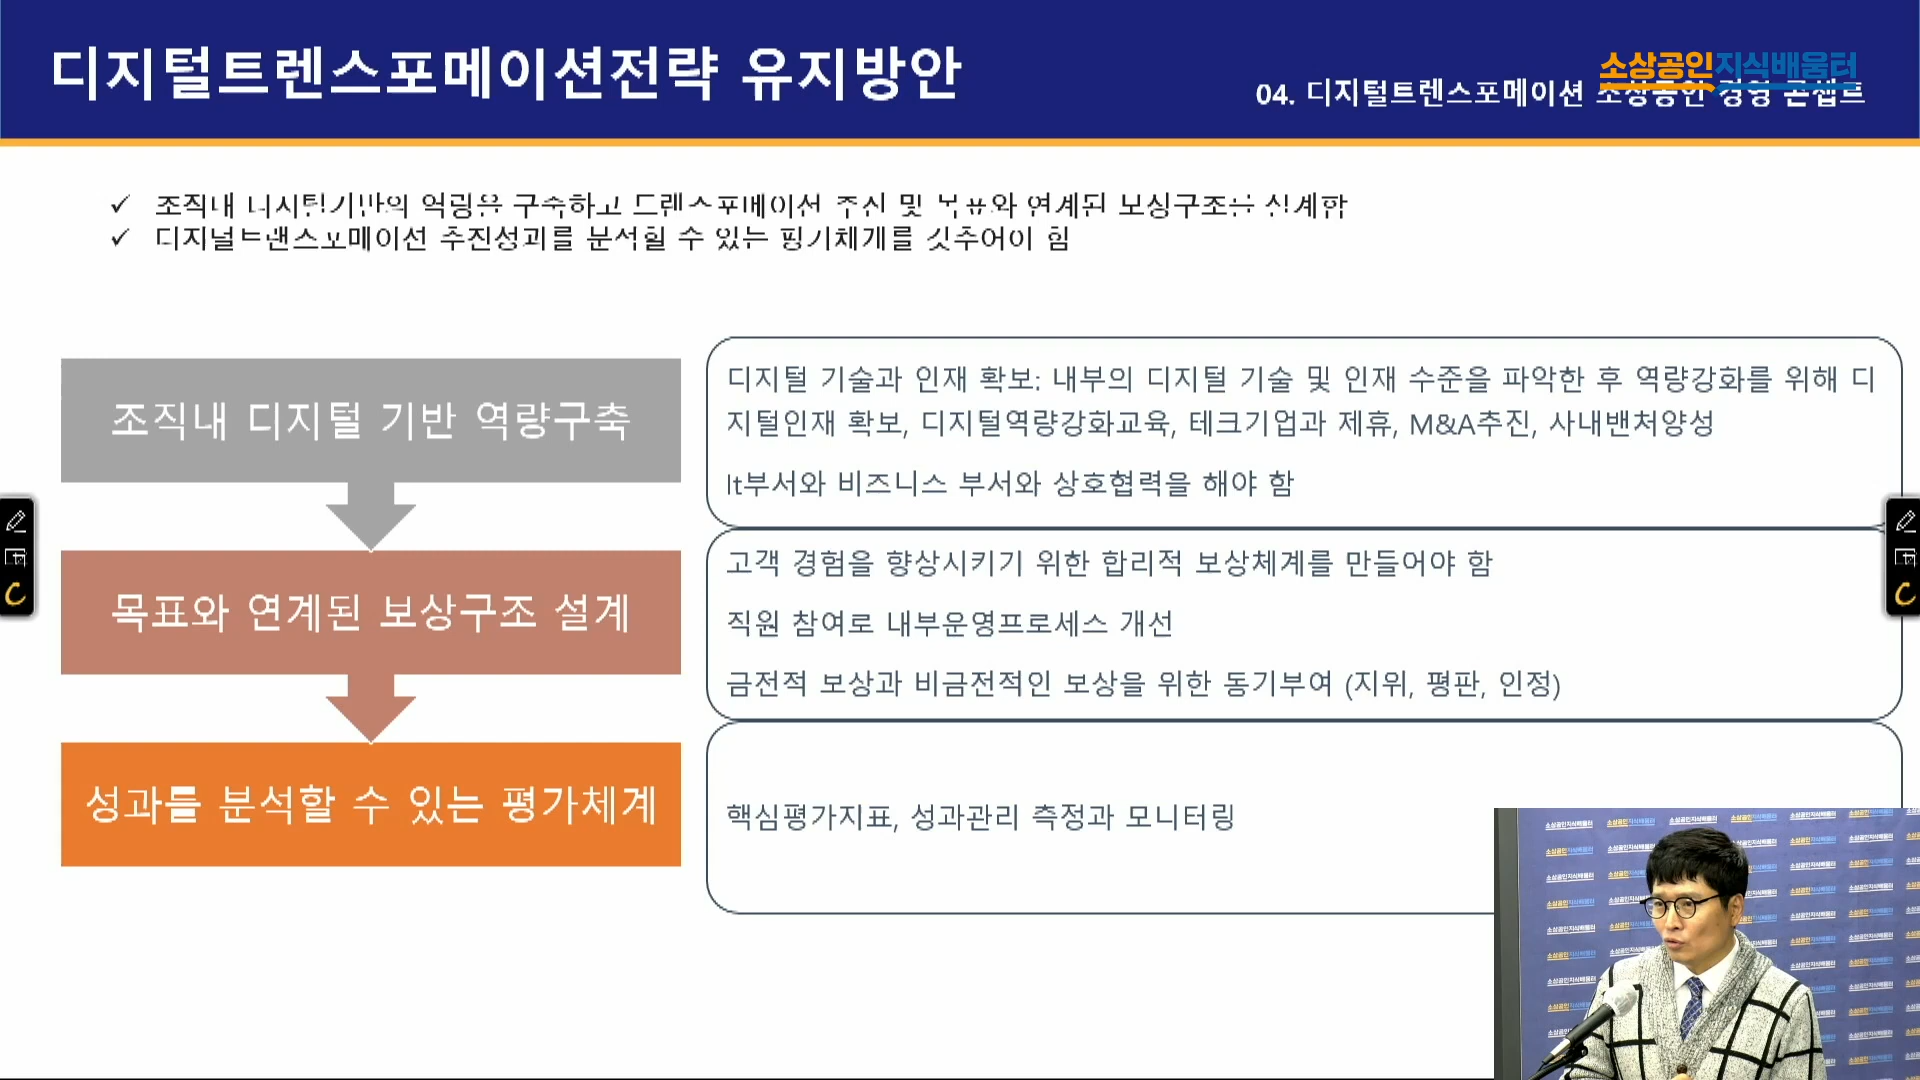 디지털트렌스포메이션전략 유지방안
소상공인지식배움터
04. 디지털트렌스포메이션 소상공인 경영 콘셉트
✓ 조직내 디지털기반의 역량을 구축하고 트렌스포메이션 추진 및 목표와 연계된 보상구조를 설계함
✓ 디지털트랜스포메이션 추진성과를 분석할 수 있는 평가체계를 갖추어야 함
조직내 디지털 기반 역량구축
디지털 기술과 인재 확보: 내부의 디지털 기술 및 인재 수준을 파악한 후 역량강화를 위해 디
지털인재 확보, 디지털역량강화교육, 테크기업과 제휴, M&A추진, 사내밴처양성
It부서와 비즈니스 부서와 상호협력을 해야 함
목표와 연계된 보상구조 설계
고객 경험을 향상시키기 위한 합리적 보상체계를 만들어야 함
직원 참여로 내부운영프로세스 개선
금전적 보상과 비금전적인 보상을 위한 동기부여 (지위, 평판, 인정)
성과를 분석할 수 있는 평가체계
핵심평가지표, 성과관리 측정과 모니터링